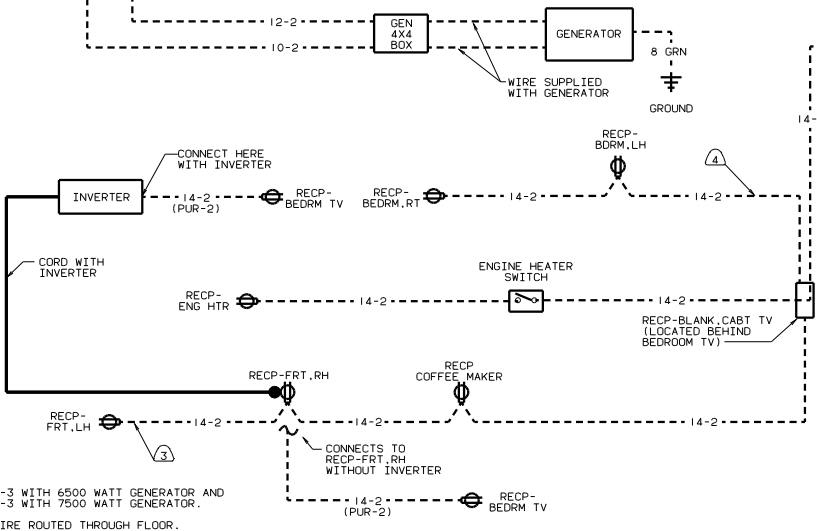 12-2
10-2
GEN
4X4
BOX
GENERATOR
8 GRN
WIRE SUPPLIED
WITH GENERATOR
GROUND
14-
RECP-
BDRM.LH
4
CONNECT HERE
WITH INVERTER
INVERTER
14-2
(PUR-2)
RECP-
BEDRM TV
RECP-
BEDRM.RT
14-2
14-2
CORD WITH
INVERTER
ENGINE HEATER
SWITCH
RECP-
ENG HTR
14-2
14-2
RECP-BLANK.CABT TV
(LOCATED BEHIND
BEDROOM TV)
RECP-FRT.RH
RECP
COFFEE MAKER
RECP-
FRT.LH
14-2
14-2
14-2
3
CONNECTS TO
RECP-FRT.RH
WITHOUT INVERTER
14-2
(PUR-2)
RECP-
BEDRM TV
-3 WITH 6500 WATT GENERATOR AND
-3 WITH 7500 WATT GENERATOR.
IRE ROUTED THROUGH FLOOR.